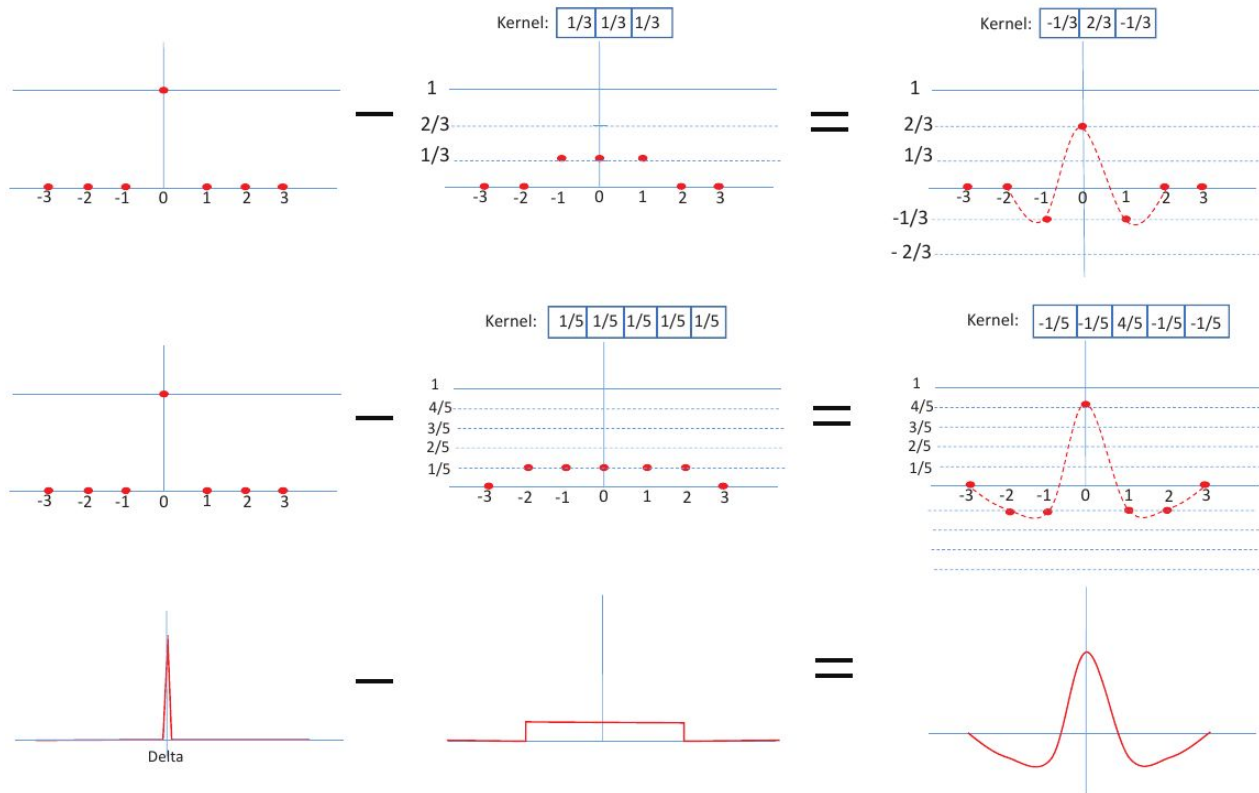 Kernel: 1/3 1/3 1/3
Kernel: -1/3 2/3 -1/3
-3 -2 -1 0 1 2 3
1
2/3
1/3
-3 -2 -1 0 1 2 3
1
2/3
1/3
-3 -2 -1 0 1 2 3
-1/3
- 2/3
Kernel: 1/5 1/5 1/5 1/5 1/5
Kernel: -1/5 -1/5 4/5 -1/5 -1/5
-3 -2 -1 0 1 2 3
1
4/5
3/5
2/5
1/5
-3 -2 -1 0 1 2 3
1
4/5
3/5
2/5
1/5
-3 -2 -1 0 1 2 3
Delta